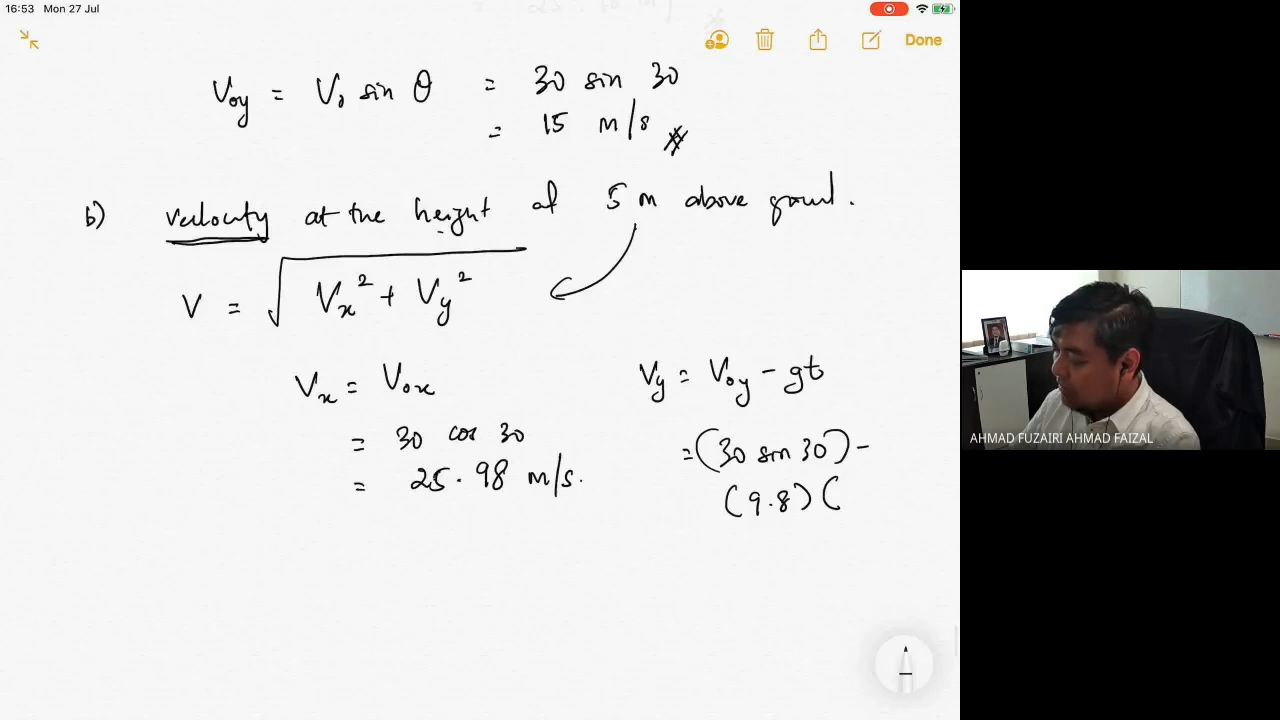 16:53 Mon 27 Jul
Done
Voy = V₀ sin θ = 30 sin 30
= 15 m/s
b) velocity at the height of 5 m above ground.
V = √(Vx² + Vy²)
Vx = Vox
Vy = Voy - gt
= 30 cos 30
= (30 sin 30) -
= 25.98 m/s.
(9.8) (
AHMAD FUZAIRI AHMAD FAIZAL